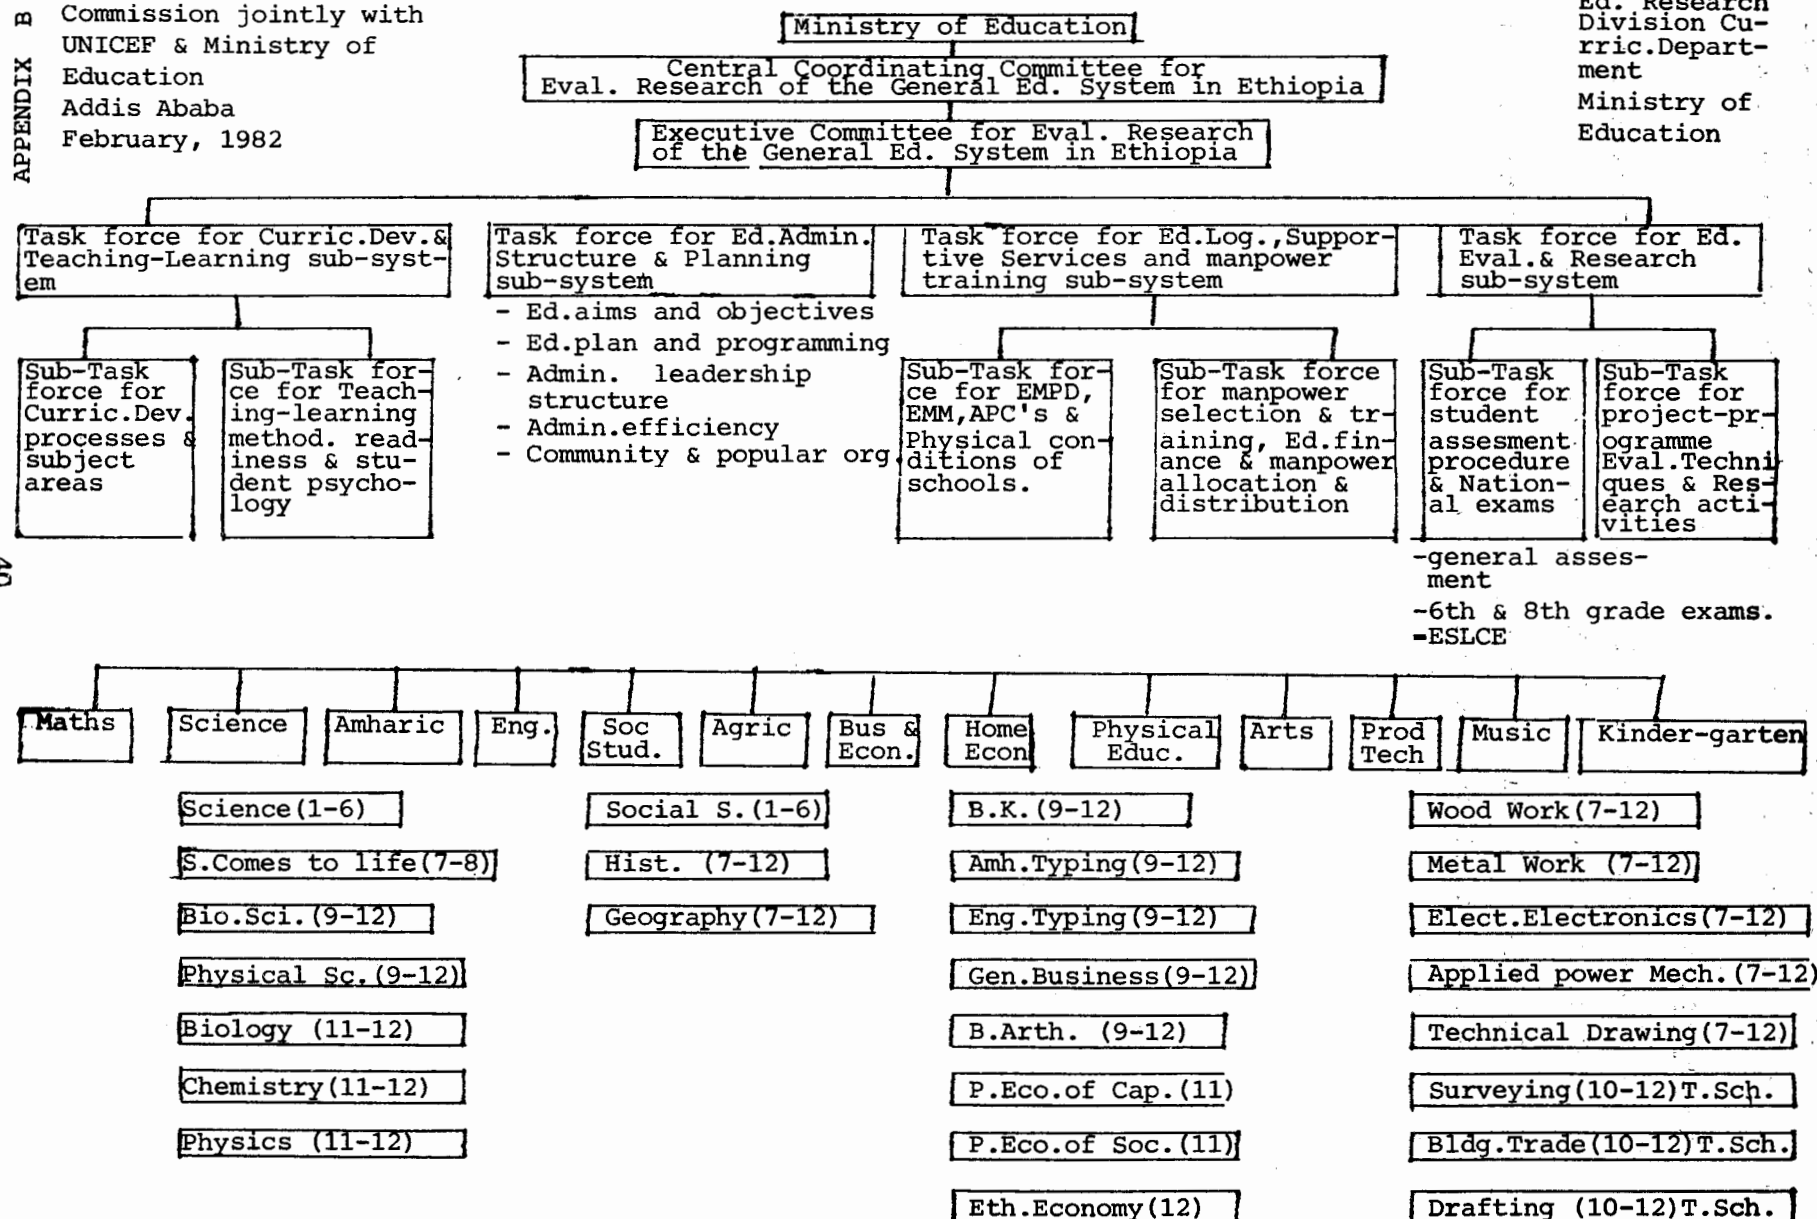 APPENDIX B
Commission jointly with
UNICEF & Ministry of
Education
Addis Ababa
February, 1982
Ministry of Education
Central Coordinating Committee for
Eval. Research of the General Ed. System in Ethiopia
Executive Committee for Eval. Research
of the General Ed. System in Ethiopia
Ed. Research
Division Cu-
rric.Depart-
ment
Ministry of
Education
Task force for Curric.Dev.&
Teaching-Learning sub-syst-
em
Task force for Ed.Admin.
Structure & Planning
sub-system
- Ed.aims and objectives
- Ed.plan and programming
- Admin. leadership
structure
- Admin.efficiency
- Community & popular org.
Task force for Ed.Log.,Suppor-
tive Services and manpower
training sub-system
Task force for Ed.
Eval.& Research
sub-system
Sub-Task
force for
Curric.Dev.
processes &
subject
areas
Sub-Task for-
ce for Teach-
ing-learning
method. read-
iness & stu-
dent psycho-
logy
Sub-Task for-
ce for EMPD,
EMM,APC's &
Physical con-
ditions of
schools.
Sub-Task force
for manpower
selection & tr-
aining, Ed.fin-
ance & manpower
allocation &
distribution
Sub-Task
force for
student
assesment
procedure
& Nation-
al exams
Sub-Task
force for
project-pr-
ogramme
Eval.Techni
ques & Res-
earch acti-
vities
-general asses-
ment
-6th & 8th grade exams.
-ESLCE
Maths
Science
Amharic
Eng.
Soc
Stud.
Agric
Bus &
Econ.
Home
Econ
Physical
Educ.
Arts
Prod
Tech
Music
Kinder-garten
Science(1-6)
S.Comes to life(7-8)
Bio.Sci.(9-12)
Physical Sc.(9-12)
Biology (11-12)
Chemistry(11-12)
Physics (11-12)
Social S.(1-6)
Hist. (7-12)
Geography(7-12)
B.K.(9-12)
Amh.Typing(9-12)
Eng.Typing(9-12)
Gen.Business(9-12)
B.Arth. (9-12)
P.Eco.of Cap.(11)
P.Eco.of Soc.(11)
Eth.Economy(12)
Wood Work(7-12)
Metal Work (7-12)
Elect.Electronics(7-12)
Applied power Mech.(7-12)
Technical Drawing(7-12)
Surveying(10-12)T.Sch.
Bldg.Trade(10-12)T.Sch.
Drafting (10-12)T.Sch.